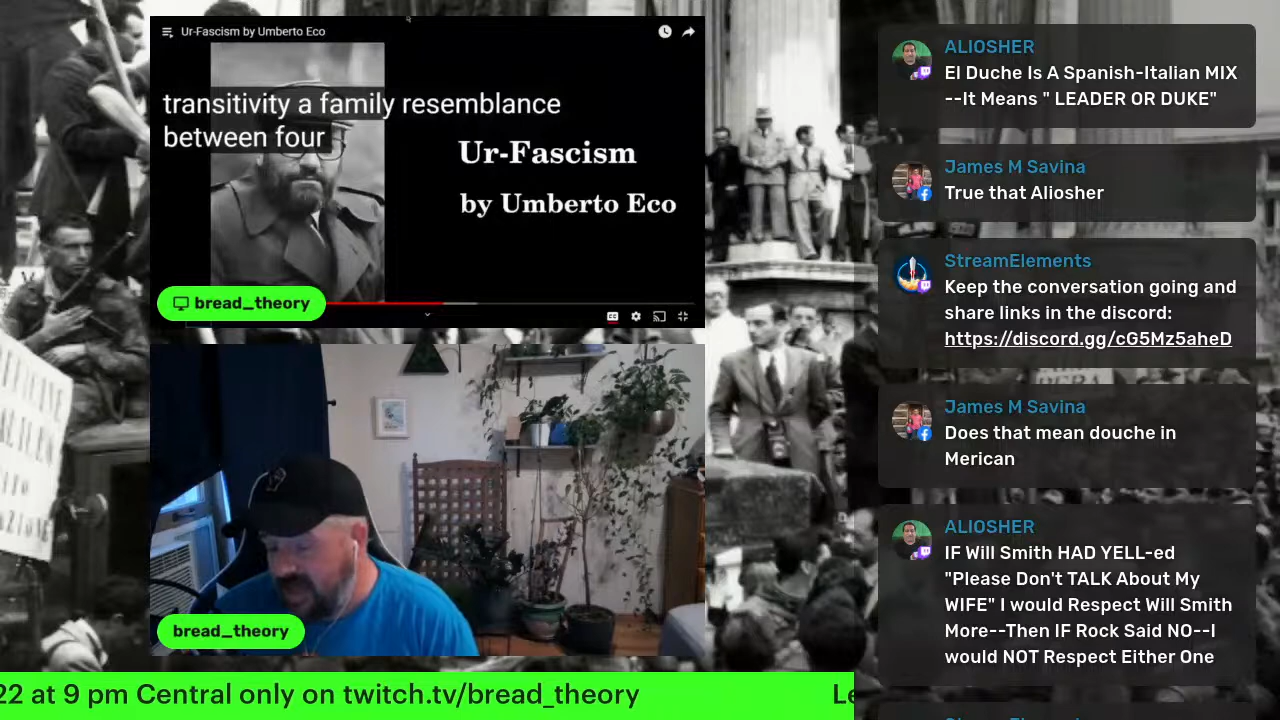 Ur-Fascism by Umberto Eco
transitivity a family resemblance
between four
Ur-Fascism
by Umberto Eco
bread_theory
bread_theory
22 at 9 pm Central only on twitch.tv/bread_theory
ALIOSHER
El Duche Is A Spanish-Italian MIX
--It Means " LEADER OR DUKE"
James M Savina
True that Aliosher
StreamElements
Keep the conversation going and
share links in the discord:
https://discord.gg/cG5Mz5aheD
James M Savina
Does that mean douche in
Merican
ALIOSHER
IF Will Smith HAD YELL-ed
"Please Don't TALK About My
WIFE" I would Respect Will Smith
More--Then IF Rock Said NO--I
would NOT Respect Either One